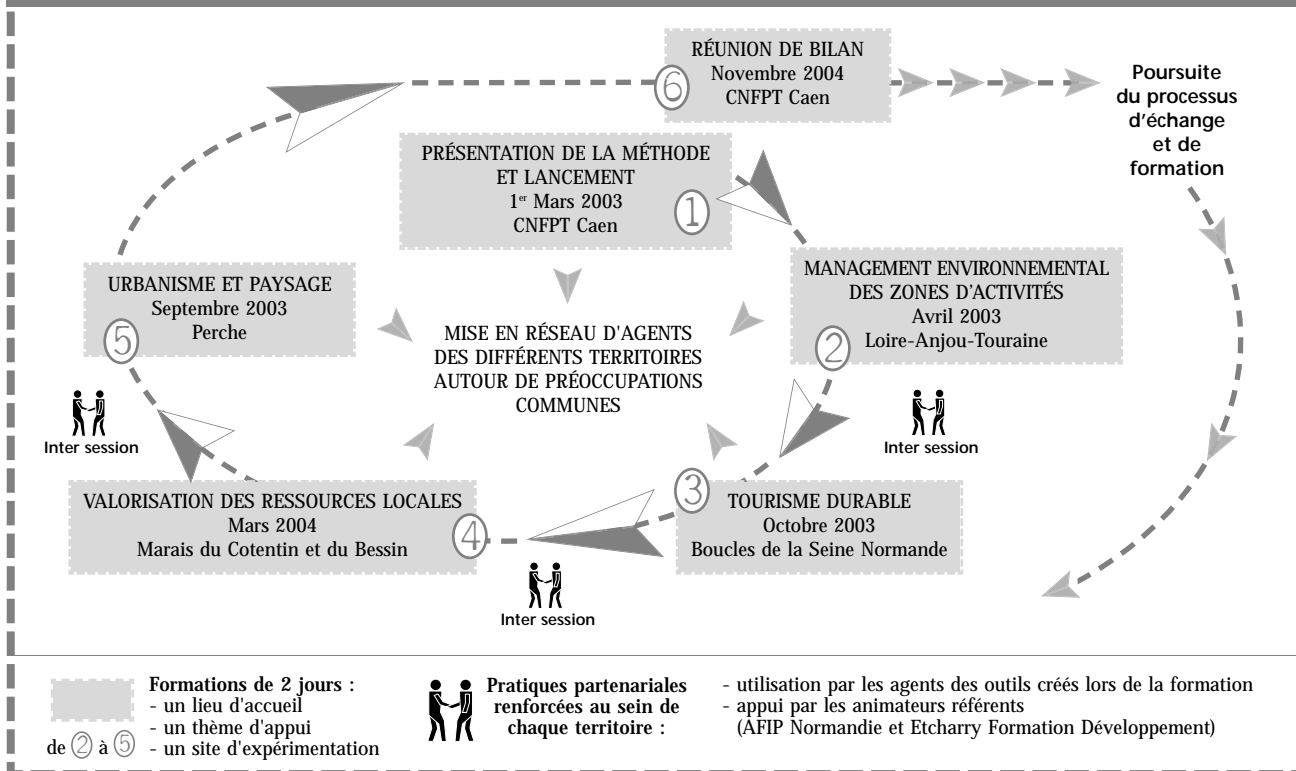 RÉUNION DE BILAN
Novembre 2004
CNFPT Caen
6
Poursuite
du processus
d'échange
et de
formation
PRÉSENTATION DE LA MÉTHODE
ET LANCEMENT
1er Mars 2003
CNFPT Caen
1
MANAGEMENT ENVIRONNEMENTAL
DES ZONES D'ACTIVITÉS
Avril 2003
Loire-Anjou-Touraine
2
Inter session
TOURISME DURABLE
Octobre 2003
Boucles de la Seine Normande
3
Inter session
VALORISATION DES RESSOURCES LOCALES
Mars 2004
Marais du Cotentin et du Bessin
4
Inter session
URBANISME ET PAYSAGE
Septembre 2003
Perche
5
MISE EN RÉSEAU D'AGENTS
DES DIFFÉRENTS TERRITOIRES
AUTOUR DE PRÉOCCUPATIONS
COMMUNES
Formations de 2 jours :
- un lieu d'accueil
- un thème d'appui
- un site d'expérimentation
de 2 à 5
Pratiques partenariales
renforcées au sein de
chaque territoire :
- utilisation par les agents des outils créés lors de la formation
- appui par les animateurs référents
(AFIP Normandie et Etcharry Formation Développement)